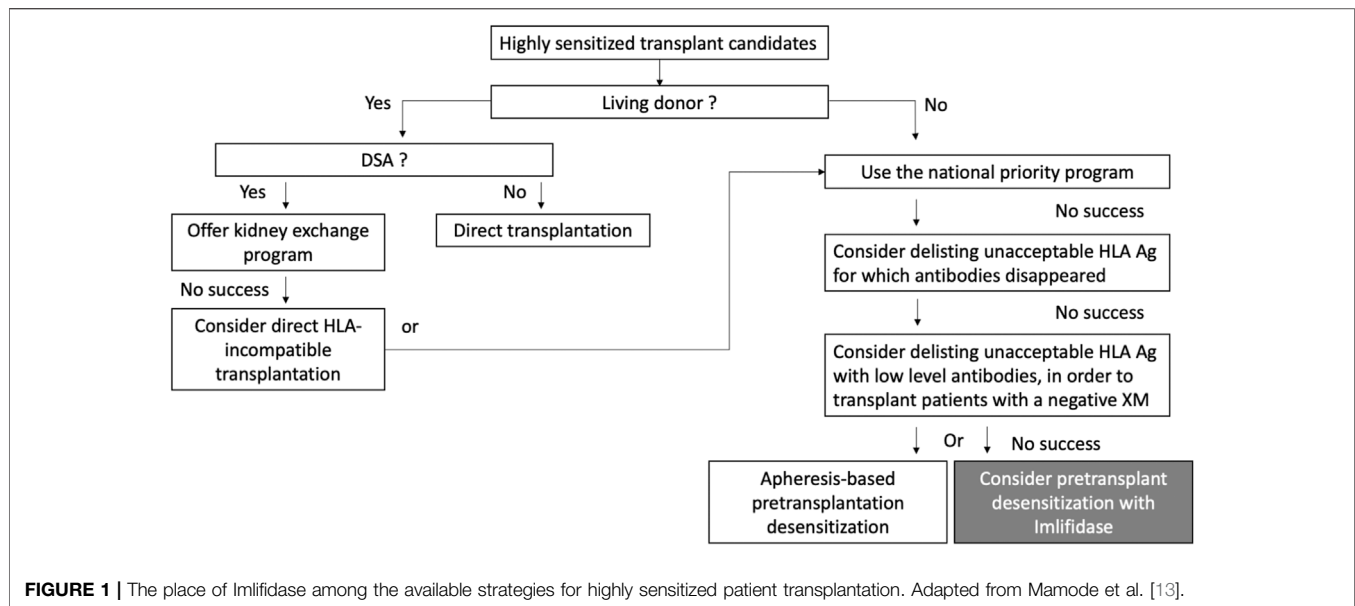 Highly sensitized transplant candidates
Living donor ?
Yes
No
DSA ?
Use the national priority program
Yes
No
No success
Offer kidney exchange
program
Direct transplantation
Consider delisting unacceptable HLA Ag
for which antibodies disappeared
No success
No success
Consider direct HLA-
incompatible
transplantation
or
Consider delisting unacceptable HLA Ag
with low level antibodies, in order to
transplant patients with a negative XM
Or
No success
Apheresis-based
pretransplantation
desensitization
Consider pretransplant
desensitization with
Imlifidase
FIGURE 1 | The place of Imlifidase among the available strategies for highly sensitized patient transplantation. Adapted from Mamode et al. [13].